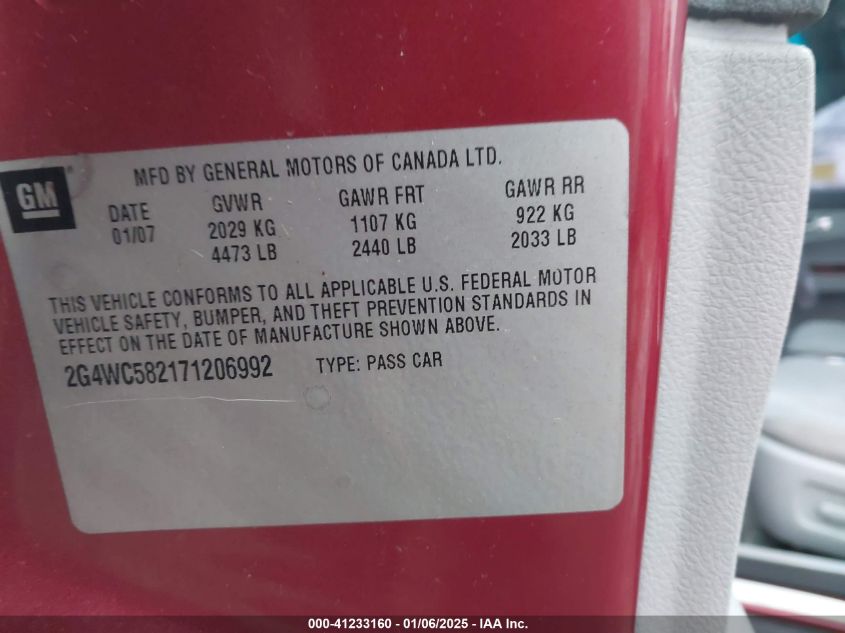 MFD BY GENERAL MOTORS OF CANADA LTD.
GM®
DATE GVWR GAWR FRT GAWR RR
01/07 2029 KG 1107 KG 922 KG
4473 LB 2440 LB 2033 LB
THIS VEHICLE CONFORMS TO ALL APPLICABLE U.S. FEDERAL MOTOR
VEHICLE SAFETY, BUMPER, AND THEFT PREVENTION STANDARDS IN
EFFECT ON THE DATE OF MANUFACTURE SHOWN ABOVE.
2G4WC582171206992 TYPE: PASS CAR
000-41233160 - 01/06/2025 - IAA Inc.